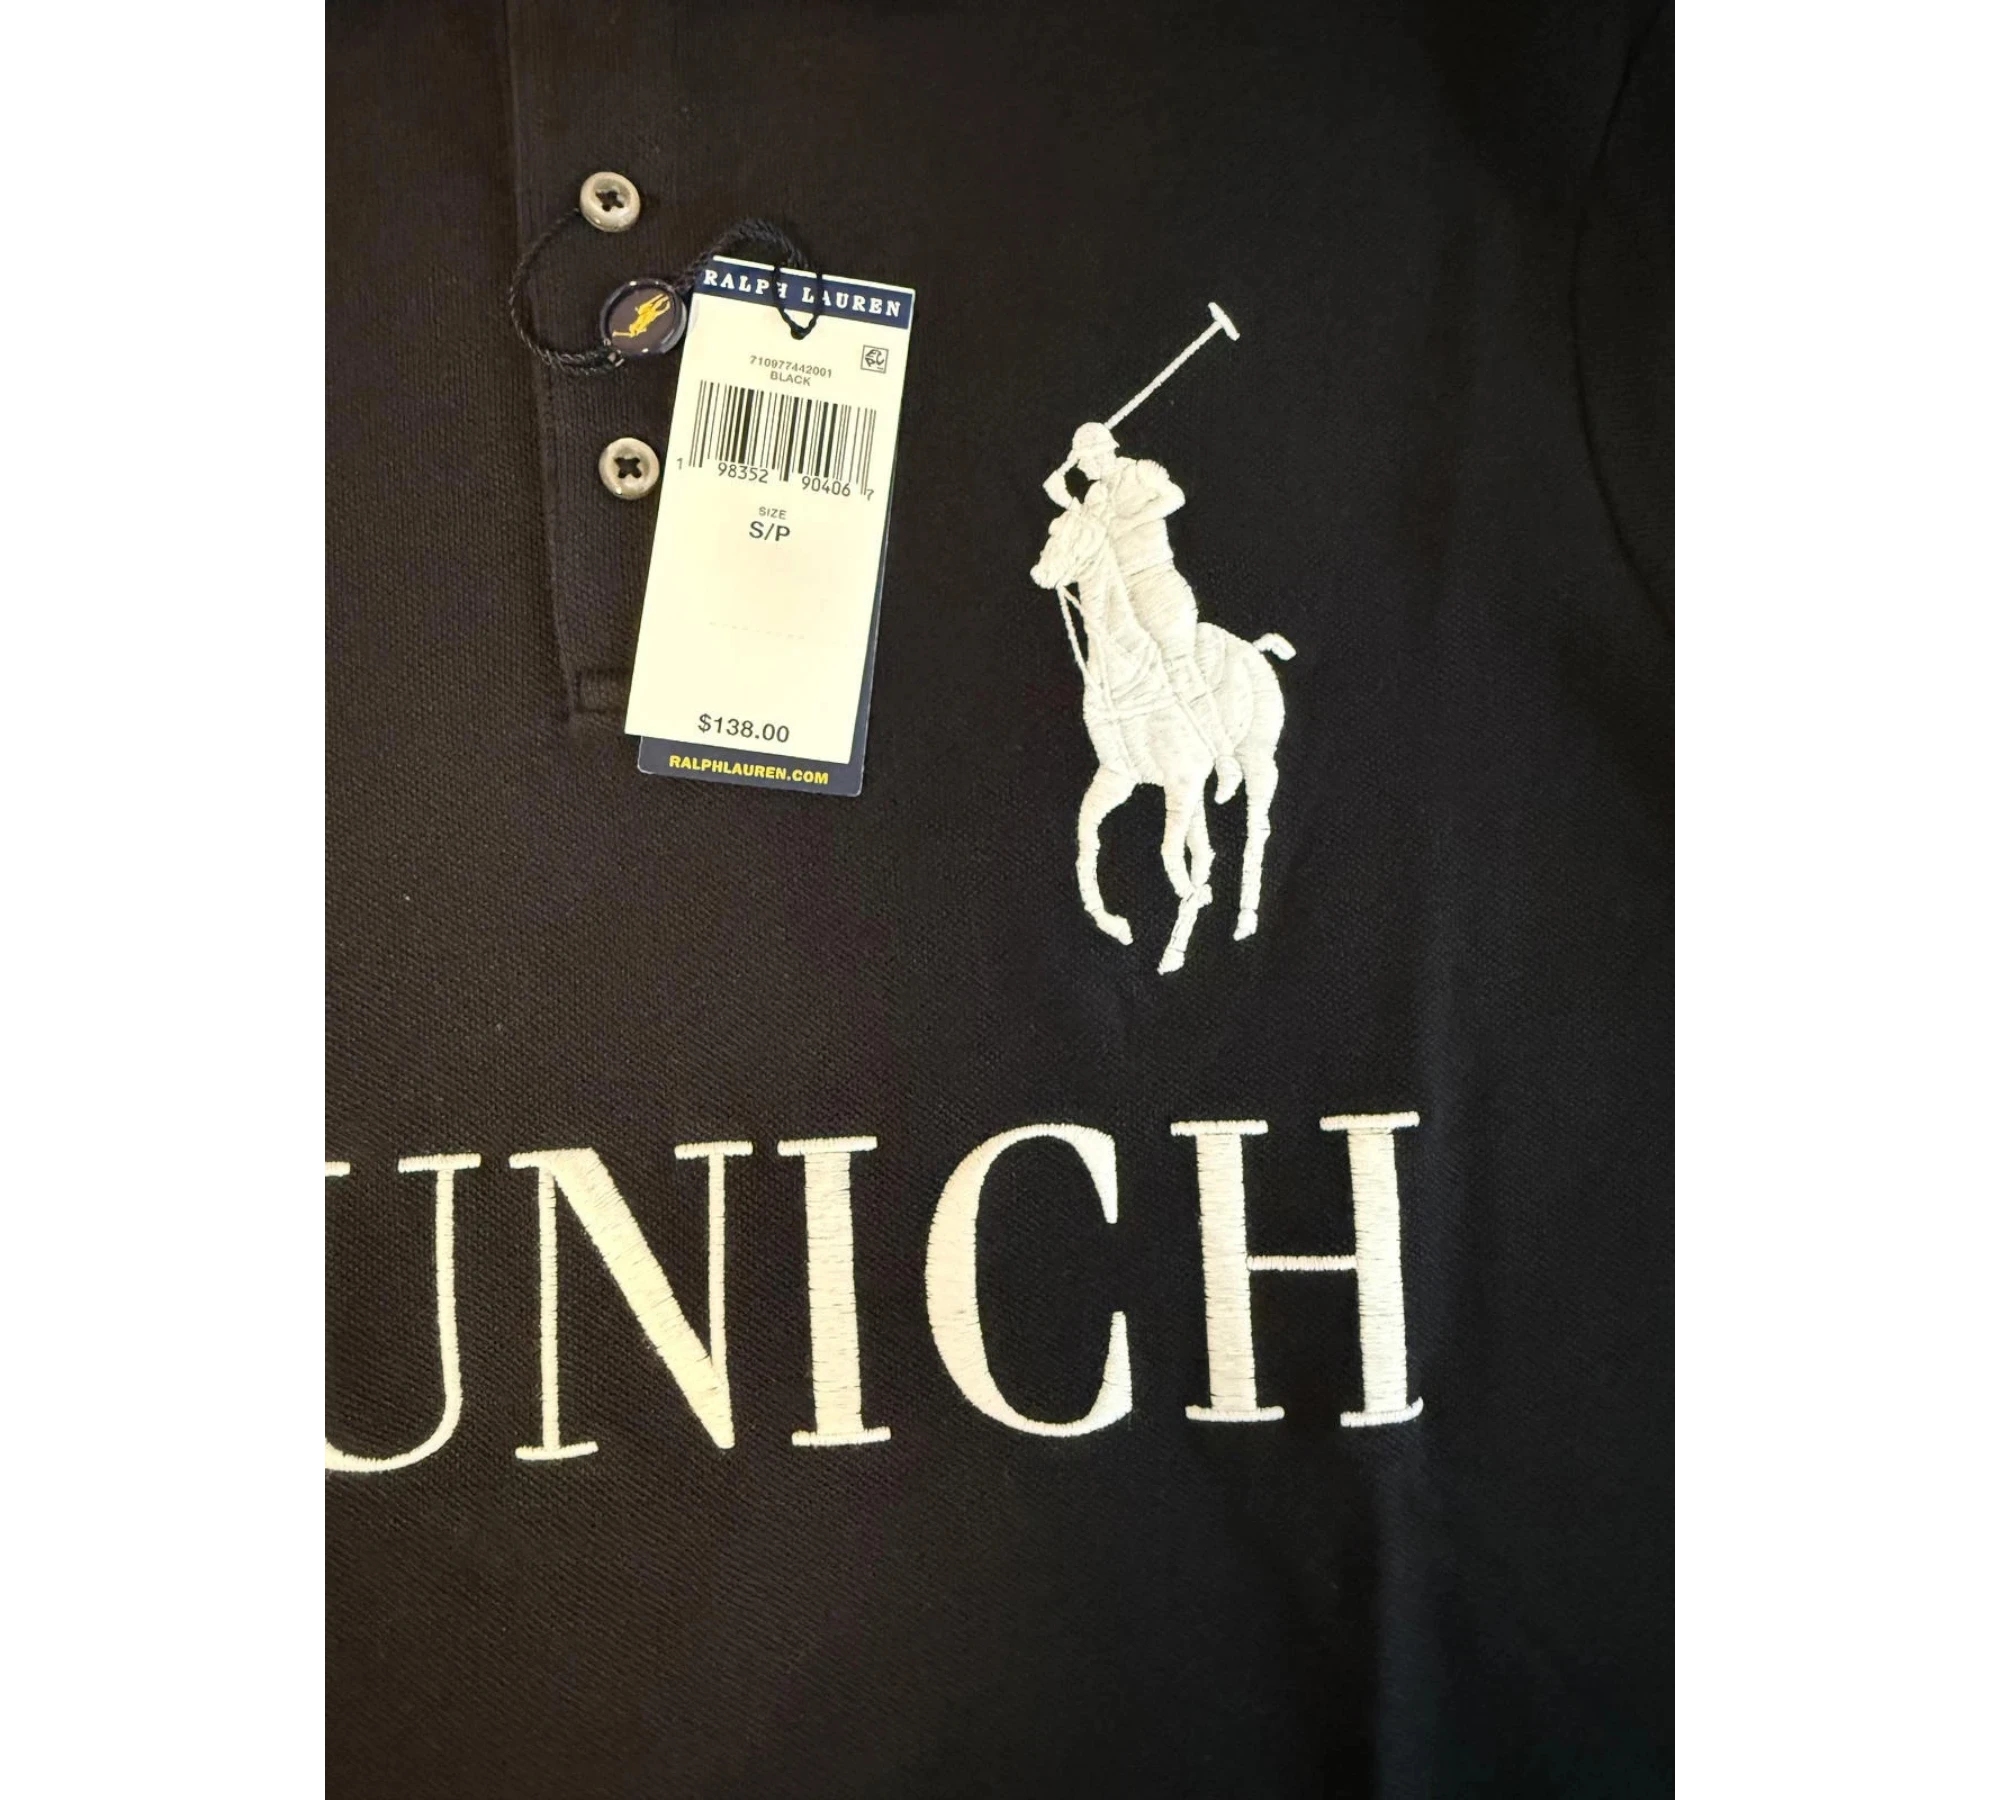 RALPH LAUREN
710977442001
BLACK
1 98352 90406 7
SIZE
S/P
$138.00
RALPHLAUREN.COM
UNICH